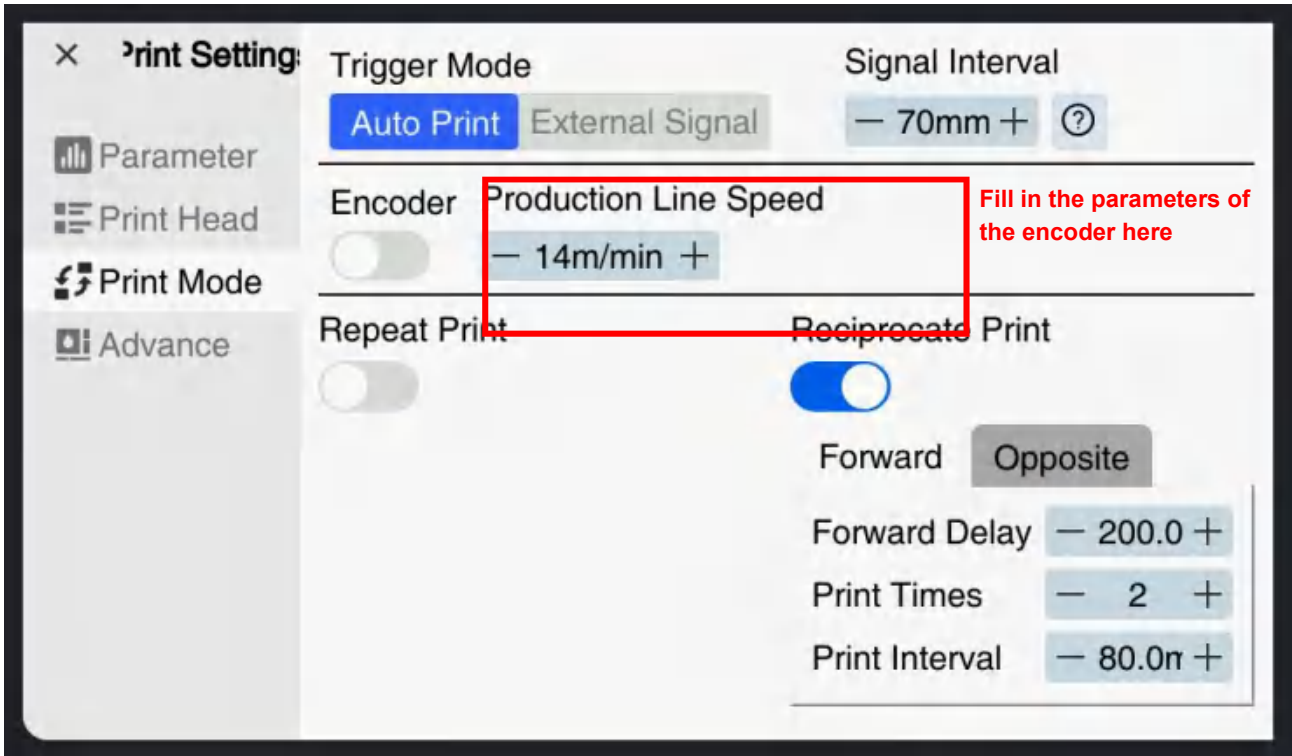 Print Settings
Parameter
Print Head
Print Mode
Advance
Trigger Mode
Auto Print External Signal
Signal Interval
− 70mm +
Encoder
Production Line Speed
− 14m/min +
Fill in the parameters of
the encoder here
Repeat Print
Reciprocate Print
Forward Opposite
Forward Delay − 200.0 +
Print Times − 2 +
Print Interval − 80.0m +